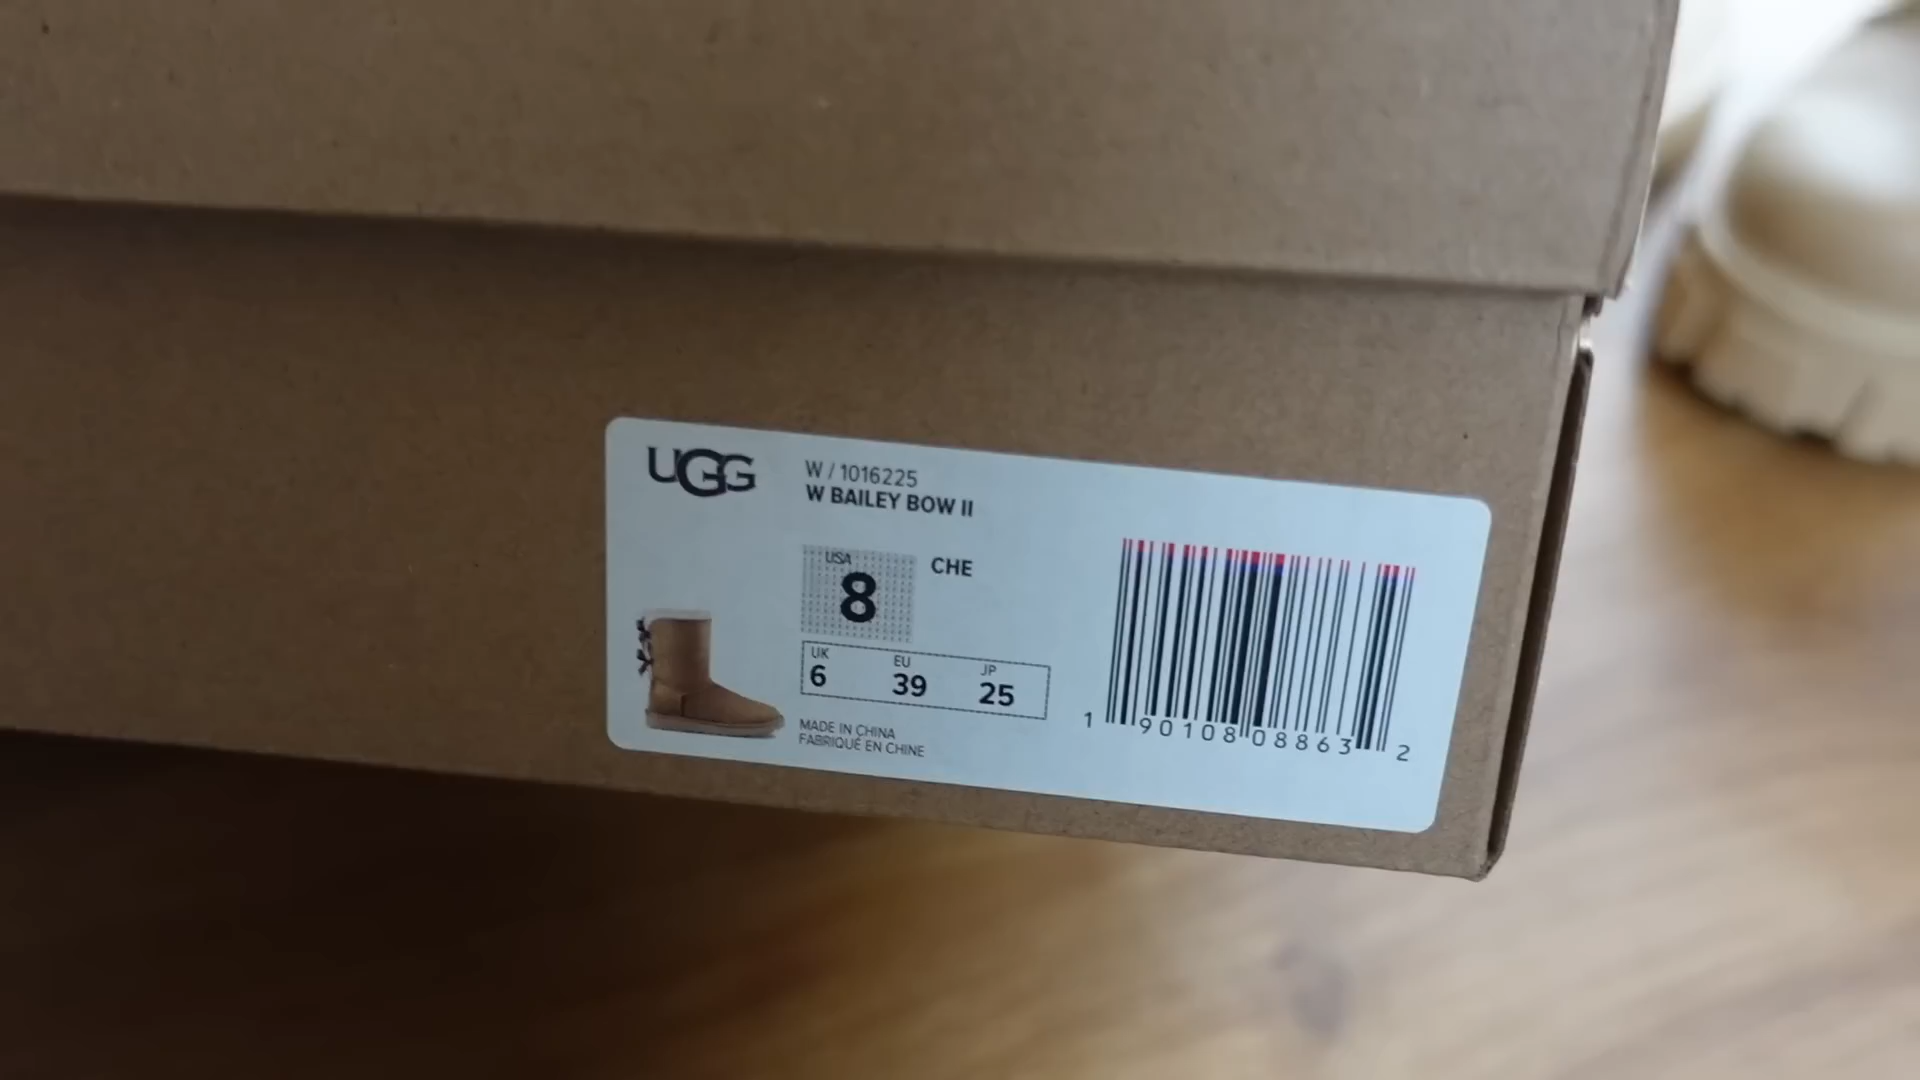 UGG
W / 1016225
W BAILEY BOW II
USA
8
CHE
UK EU JP
6 39 25
MADE IN CHINA
FABRIQUÉ EN CHINE
1 90108 08863 2